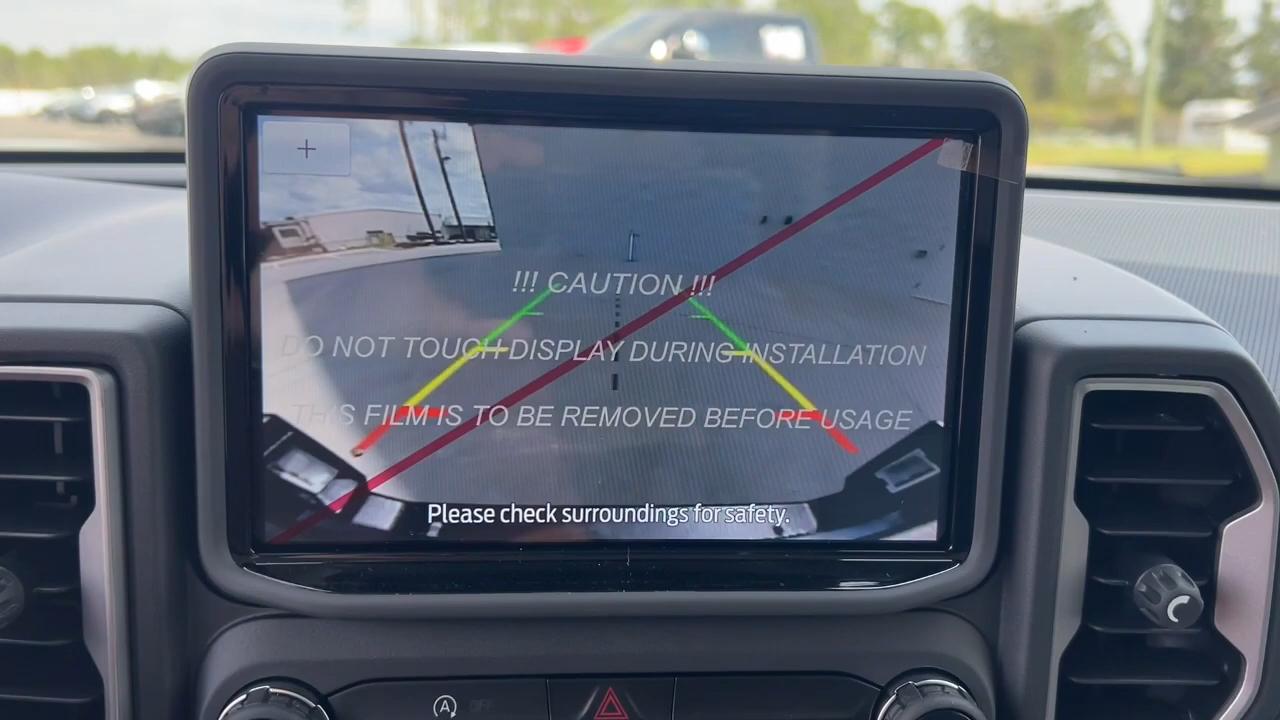 !!! CAUTION !!!
DO NOT TOUCH DISPLAY DURING INSTALLATION
THIS FILM IS TO BE REMOVED BEFORE USAGE
Please check surroundings for safety.
A OFF